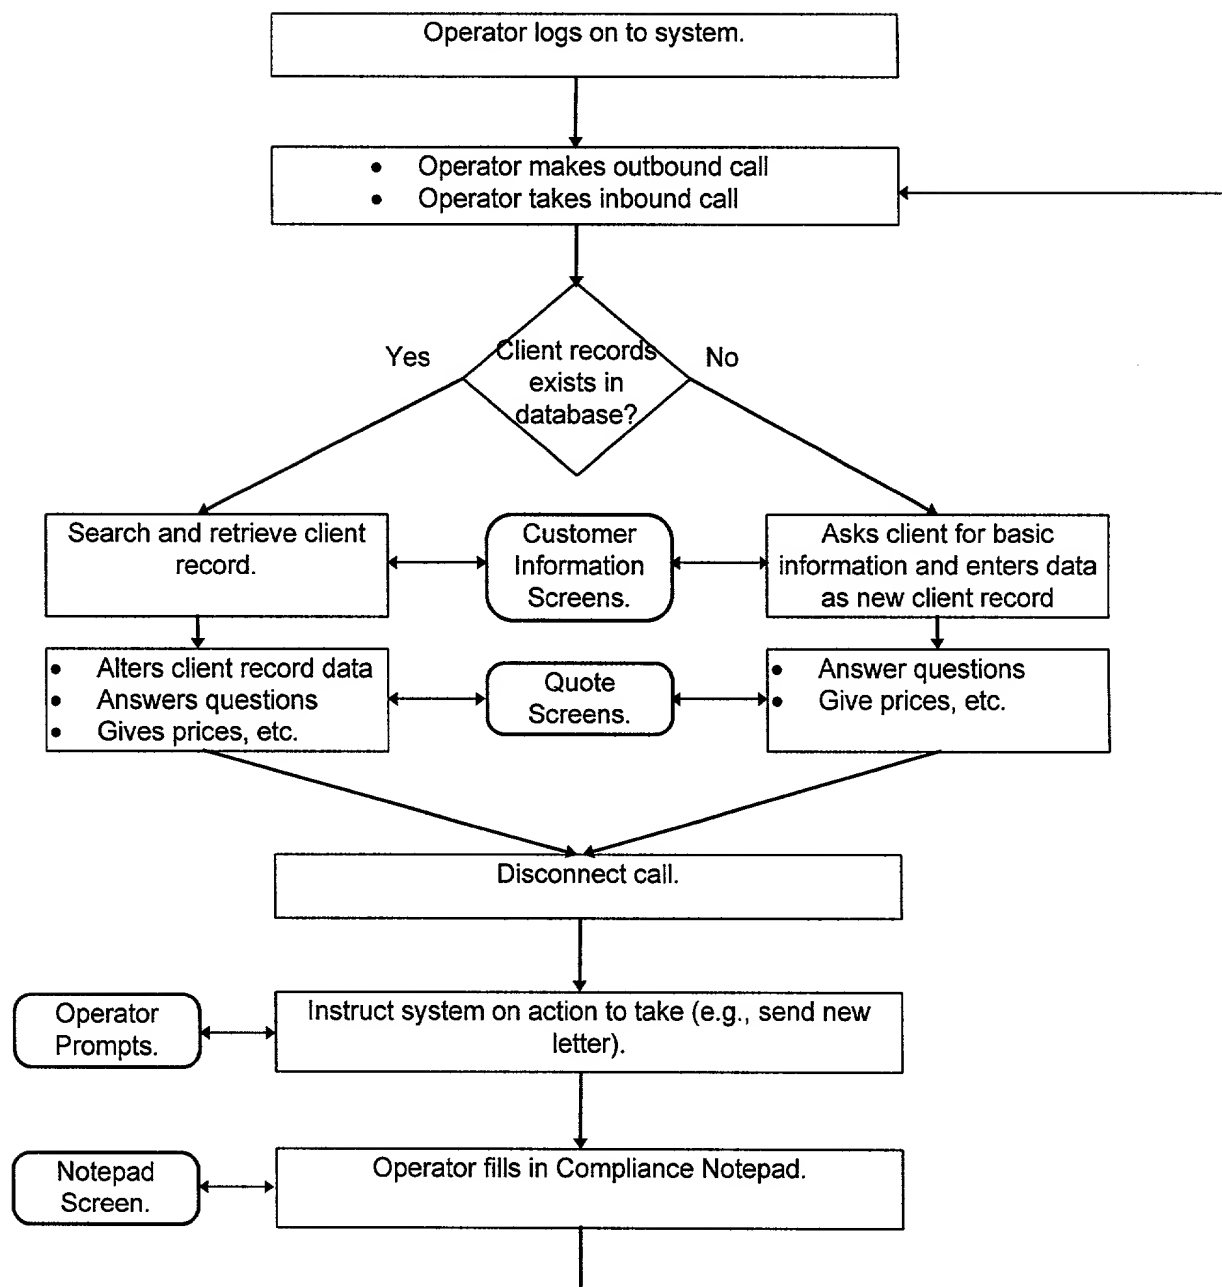 Operator logs on to system.
• Operator makes outbound call
• Operator takes inbound call
Yes
Client records
exists in
database?
No
Search and retrieve client
record.
Customer
Information
Screens.
Asks client for basic
information and enters data
as new client record
• Alters client record data
• Answers questions
• Gives prices, etc.
Quote
Screens.
• Answer questions
• Give prices, etc.
Disconnect call.
Operator
Prompts.
Instruct system on action to take (e.g., send new
letter).
Notepad
Screen.
Operator fills in Compliance Notepad.